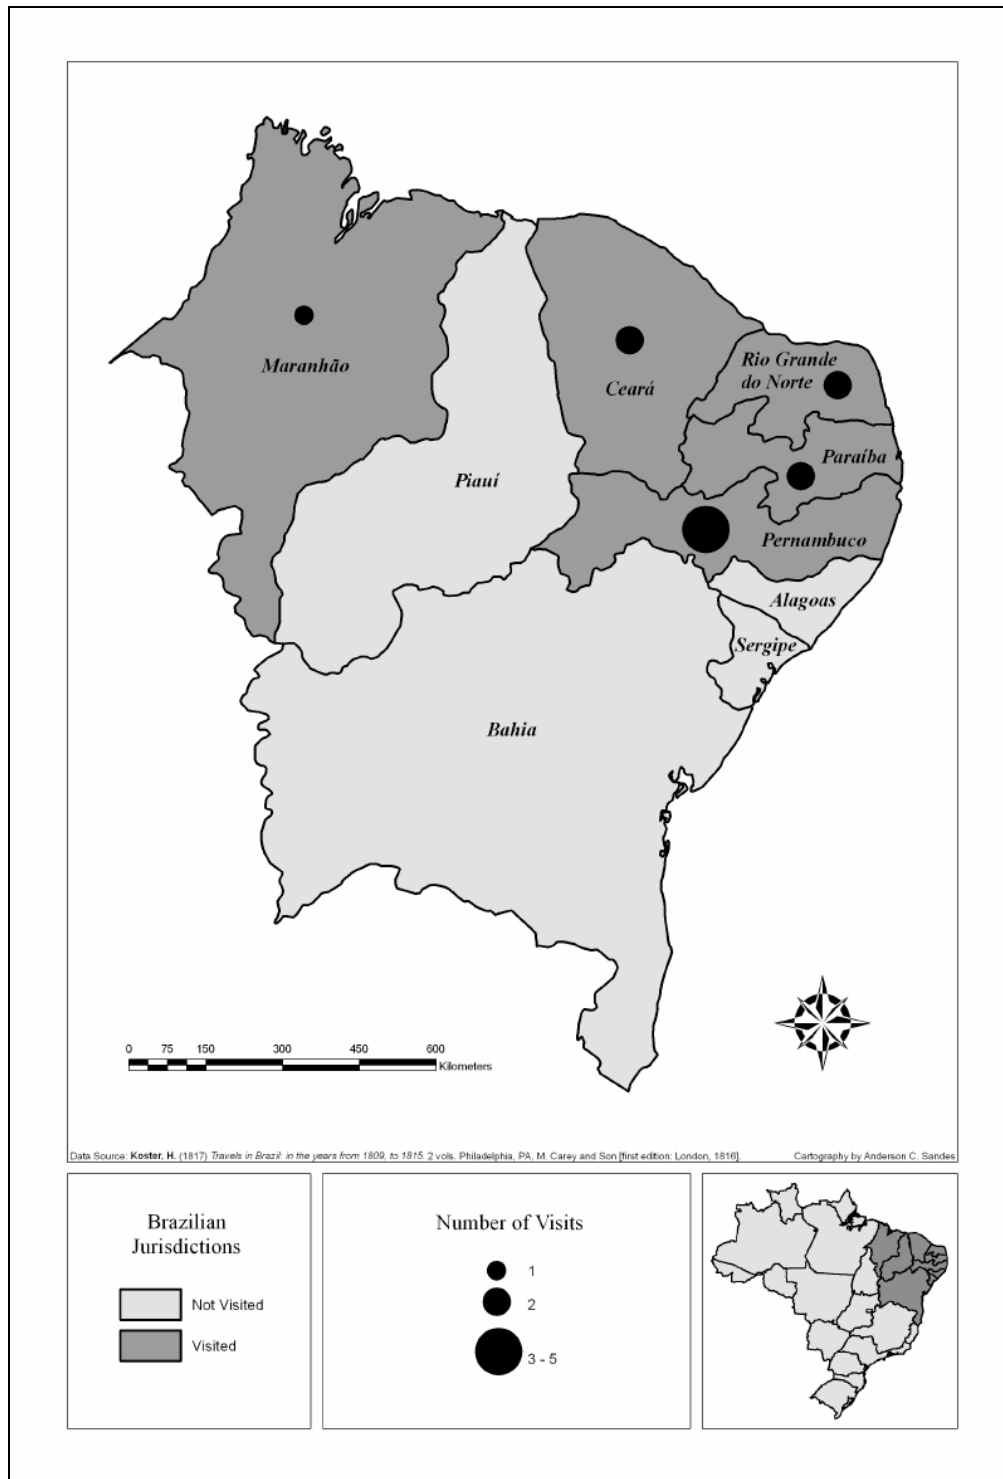 Maranhão
Ceará
Rio Grande
do Norte
Paraíba
Piauí
Pernambuco
Alagoas
Sergipe
Bahia
0 75 150 300 450 600
Kilometers
Data Source: Koster, H. (1817) Travels in Brazil: in the years from 1809, to 1815. 2 vols. Philadelphia, PA, M. Carey and Son [first edition: London, 1816].
Cartography by Anderson C. Sandes
Brazilian
Jurisdictions
Not Visited
Visited
Number of Visits
1
2
3 - 5